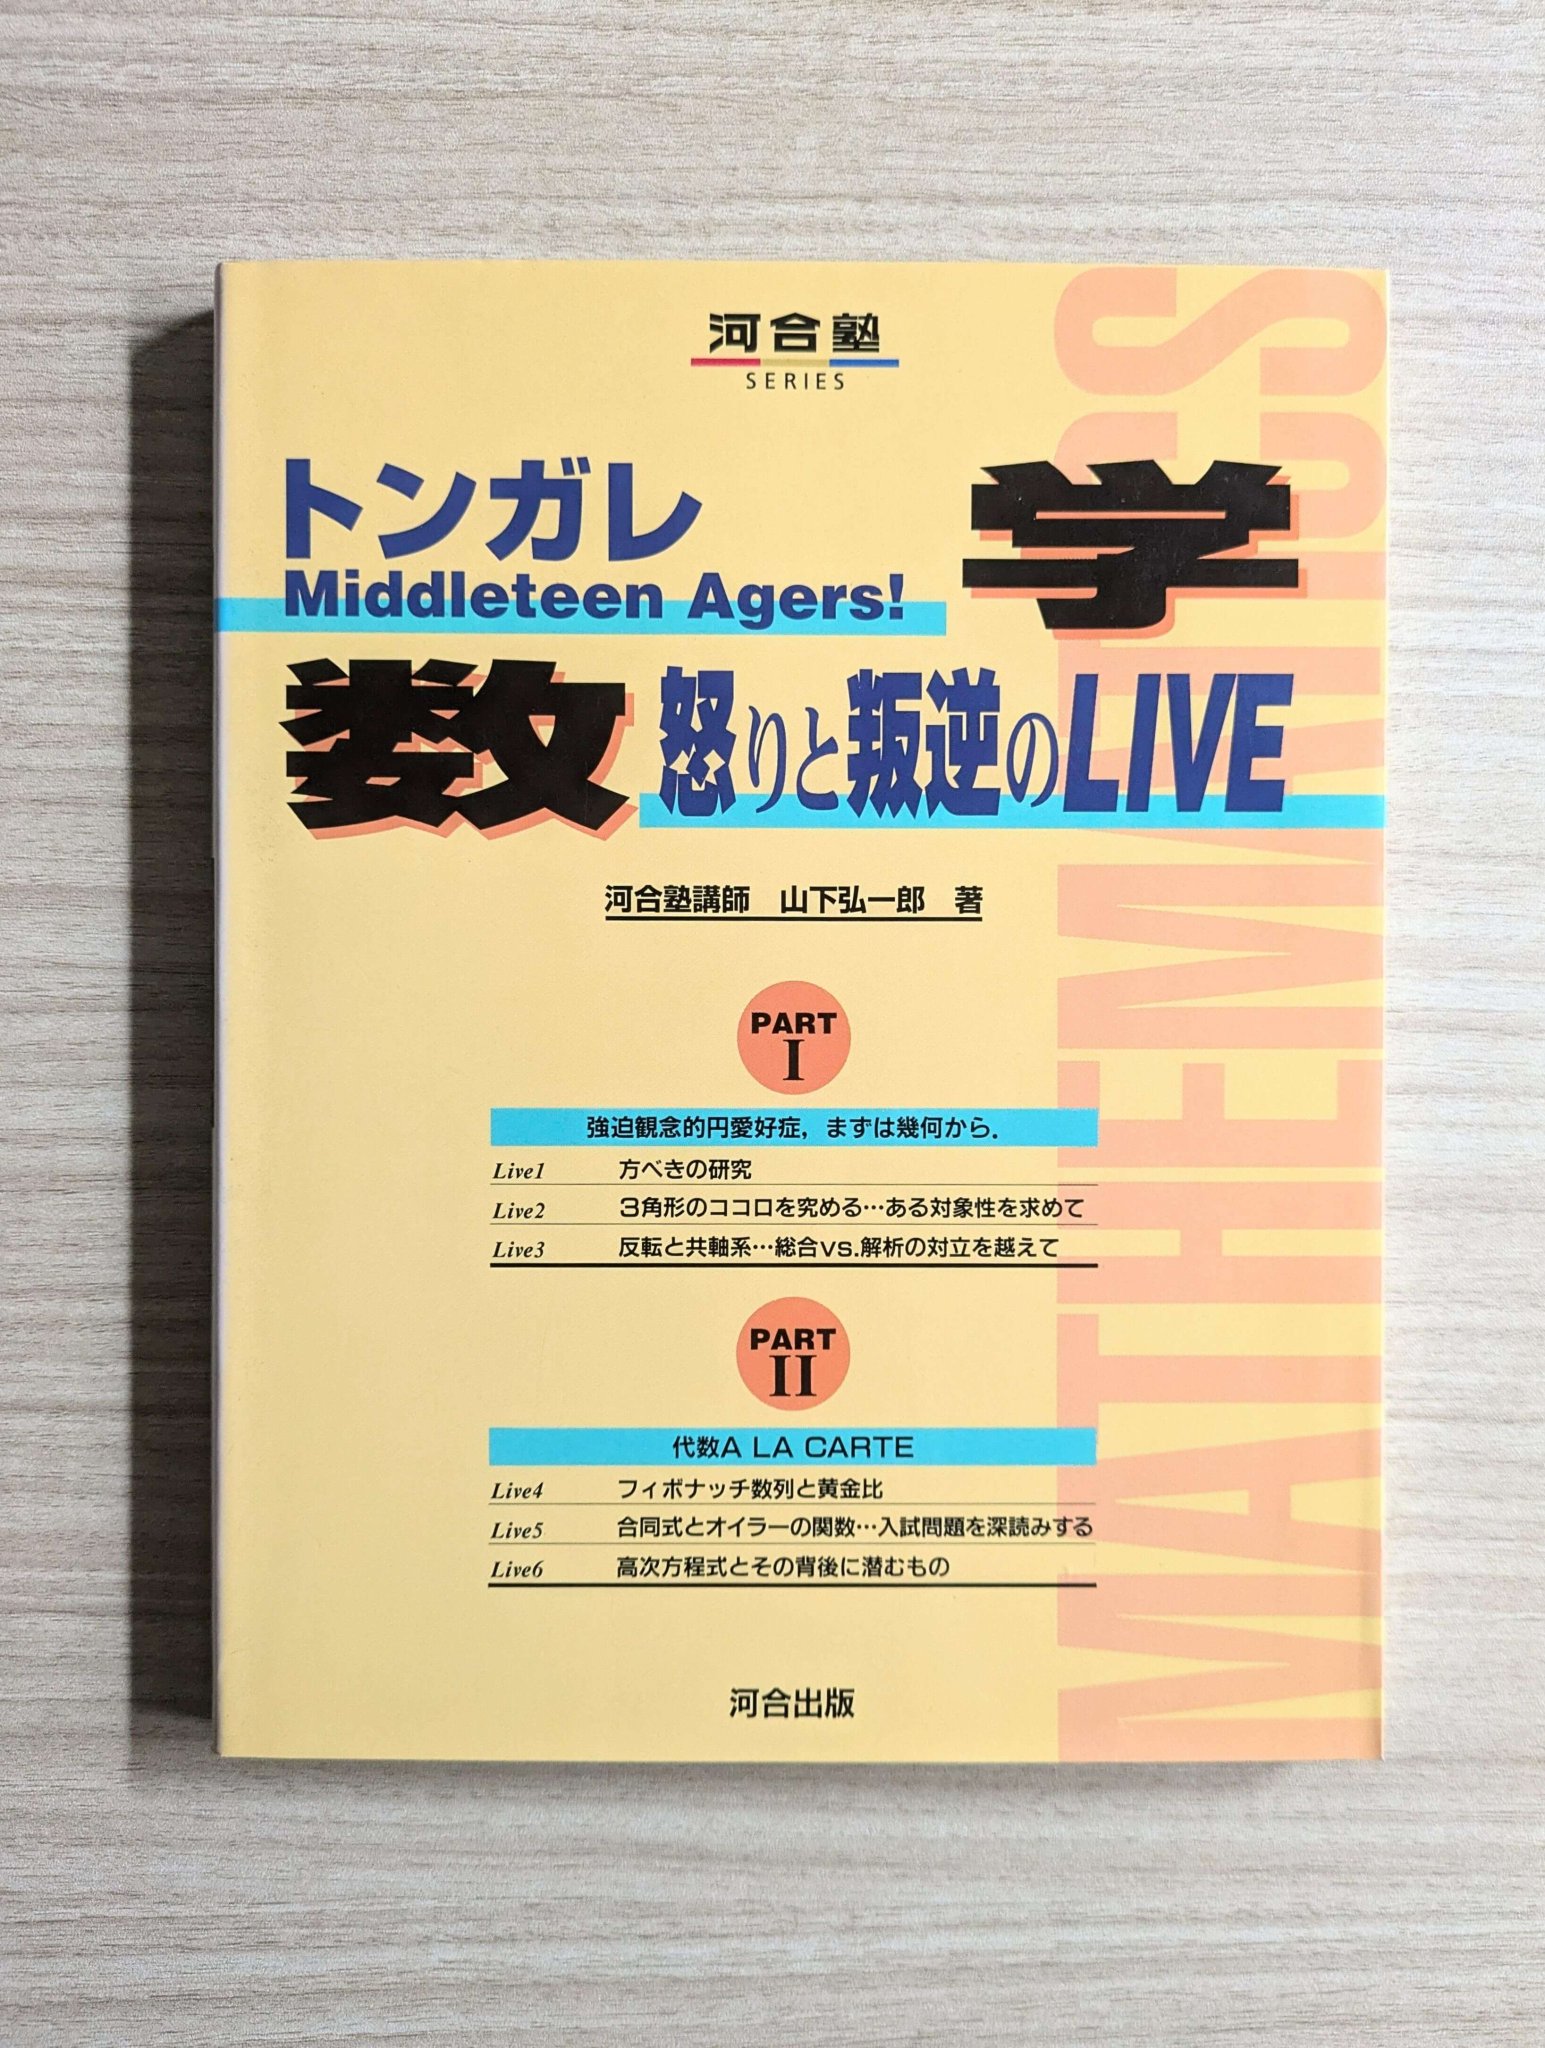 河合塾
SERIES
トンガレ
Middleteen Agers!
数学
怒りと叛逆のLIVE
河合塾講師　山下弘一郎　著
PART
I
強迫観念的円愛好症，まずは幾何から．
Live1　方べきの研究
Live2　3角形のココロを究める…ある対象性を求めて
Live3　反転と共軸系…総合vs.解析の対立を越えて
PART
II
代数A LA CARTE
Live4　フィボナッチ数列と黄金比
Live5　合同式とオイラーの関数…入試問題を深読みする
Live6　高次方程式とその背後に潜むもの
河合出版
MATHEMATICS